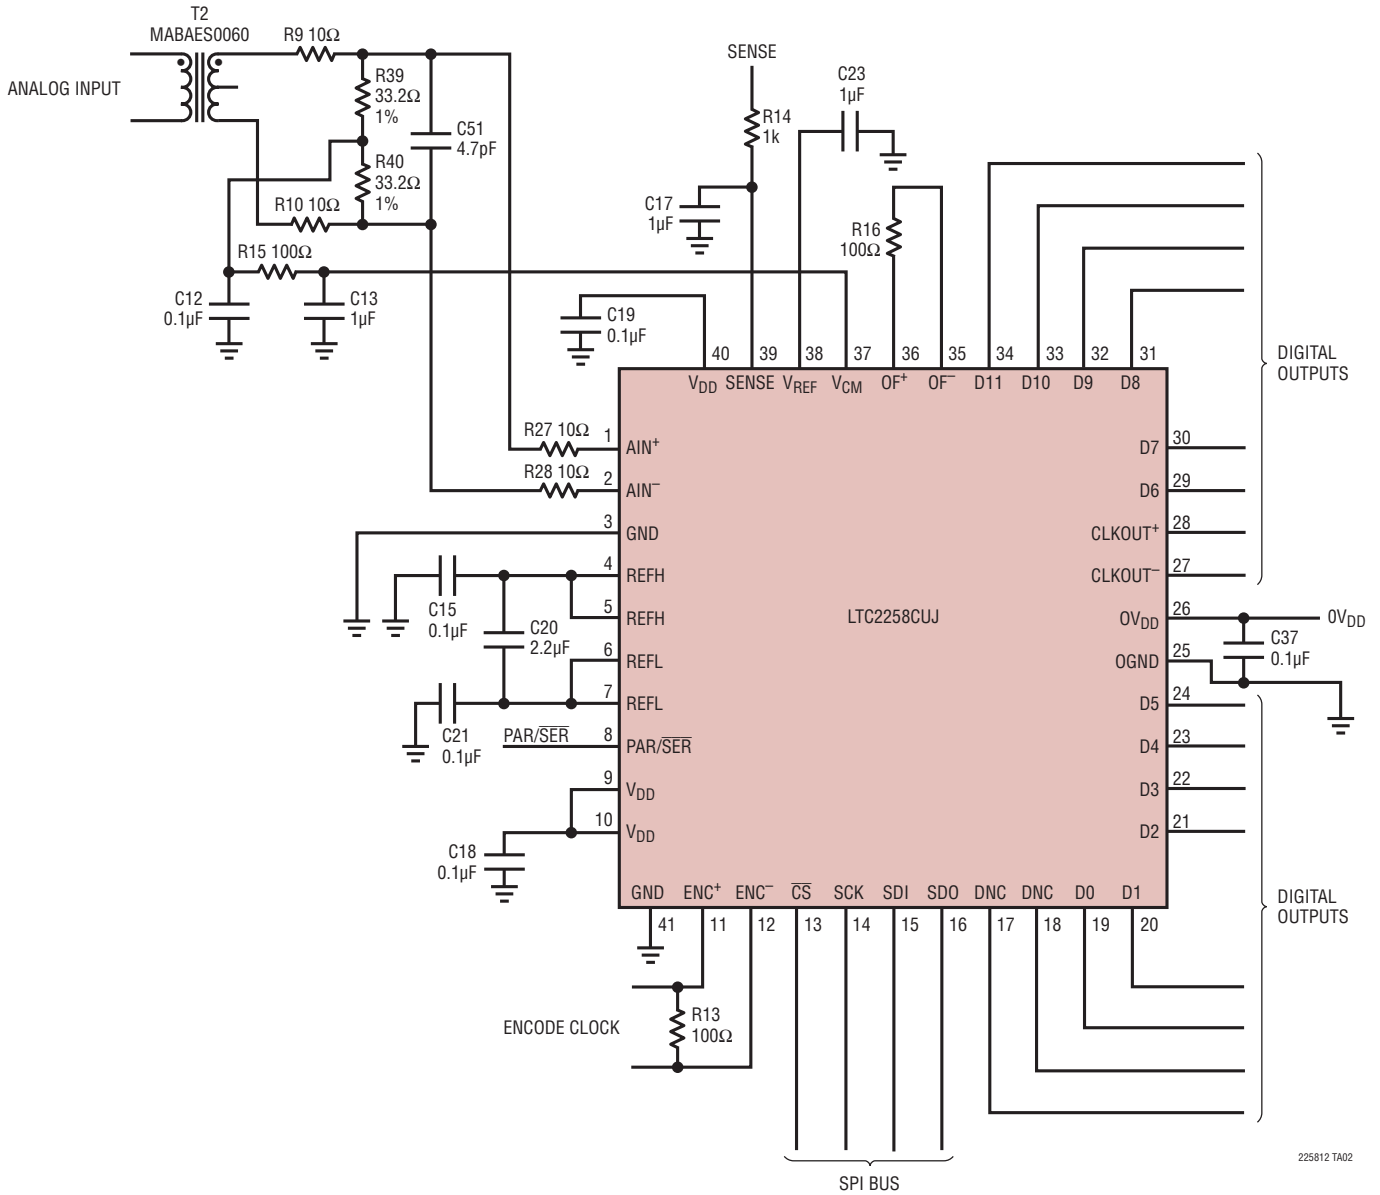 T2
MABAES0060
R9 10Ω
ANALOG INPUT
R39
33.2Ω
1%
C51
4.7pF
R40
33.2Ω
1%
R10 10Ω
R15 100Ω
C12
0.1µF
C13
1µF
SENSE
R14
1k
C17
1µF
C23
1µF
R16
100Ω
C19
0.1µF
40
39
38
37
36
35
34
33
32
31
VDD
SENSE
VREF
VCM
OF+
OF–
D11
D10
D9
D8
DIGITAL
OUTPUTS
R27 10Ω
1
AIN+
R28 10Ω
2
AIN–
3
GND
4
REFH
C15
0.1µF
5
REFH
C20
2.2µF
6
REFL
7
REFL
C21
0.1µF
PAR/S̅E̅R̅
8
PAR/S̅E̅R̅
9
VDD
10
VDD
C18
0.1µF
LTC2258CUJ
D7
30
D6
29
CLKOUT+
28
CLKOUT–
27
OVDD
26
0VDD
C37
0.1µF
OGND
25
D5
24
D4
23
D3
22
D2
21
GND
ENC+
ENC–
C̅S̅
SCK
SDI
SDO
DNC
DNC
D0
D1
41
11
12
13
14
15
16
17
18
19
20
DIGITAL
OUTPUTS
ENCODE CLOCK
R13
100Ω
SPI BUS
225812 TA02